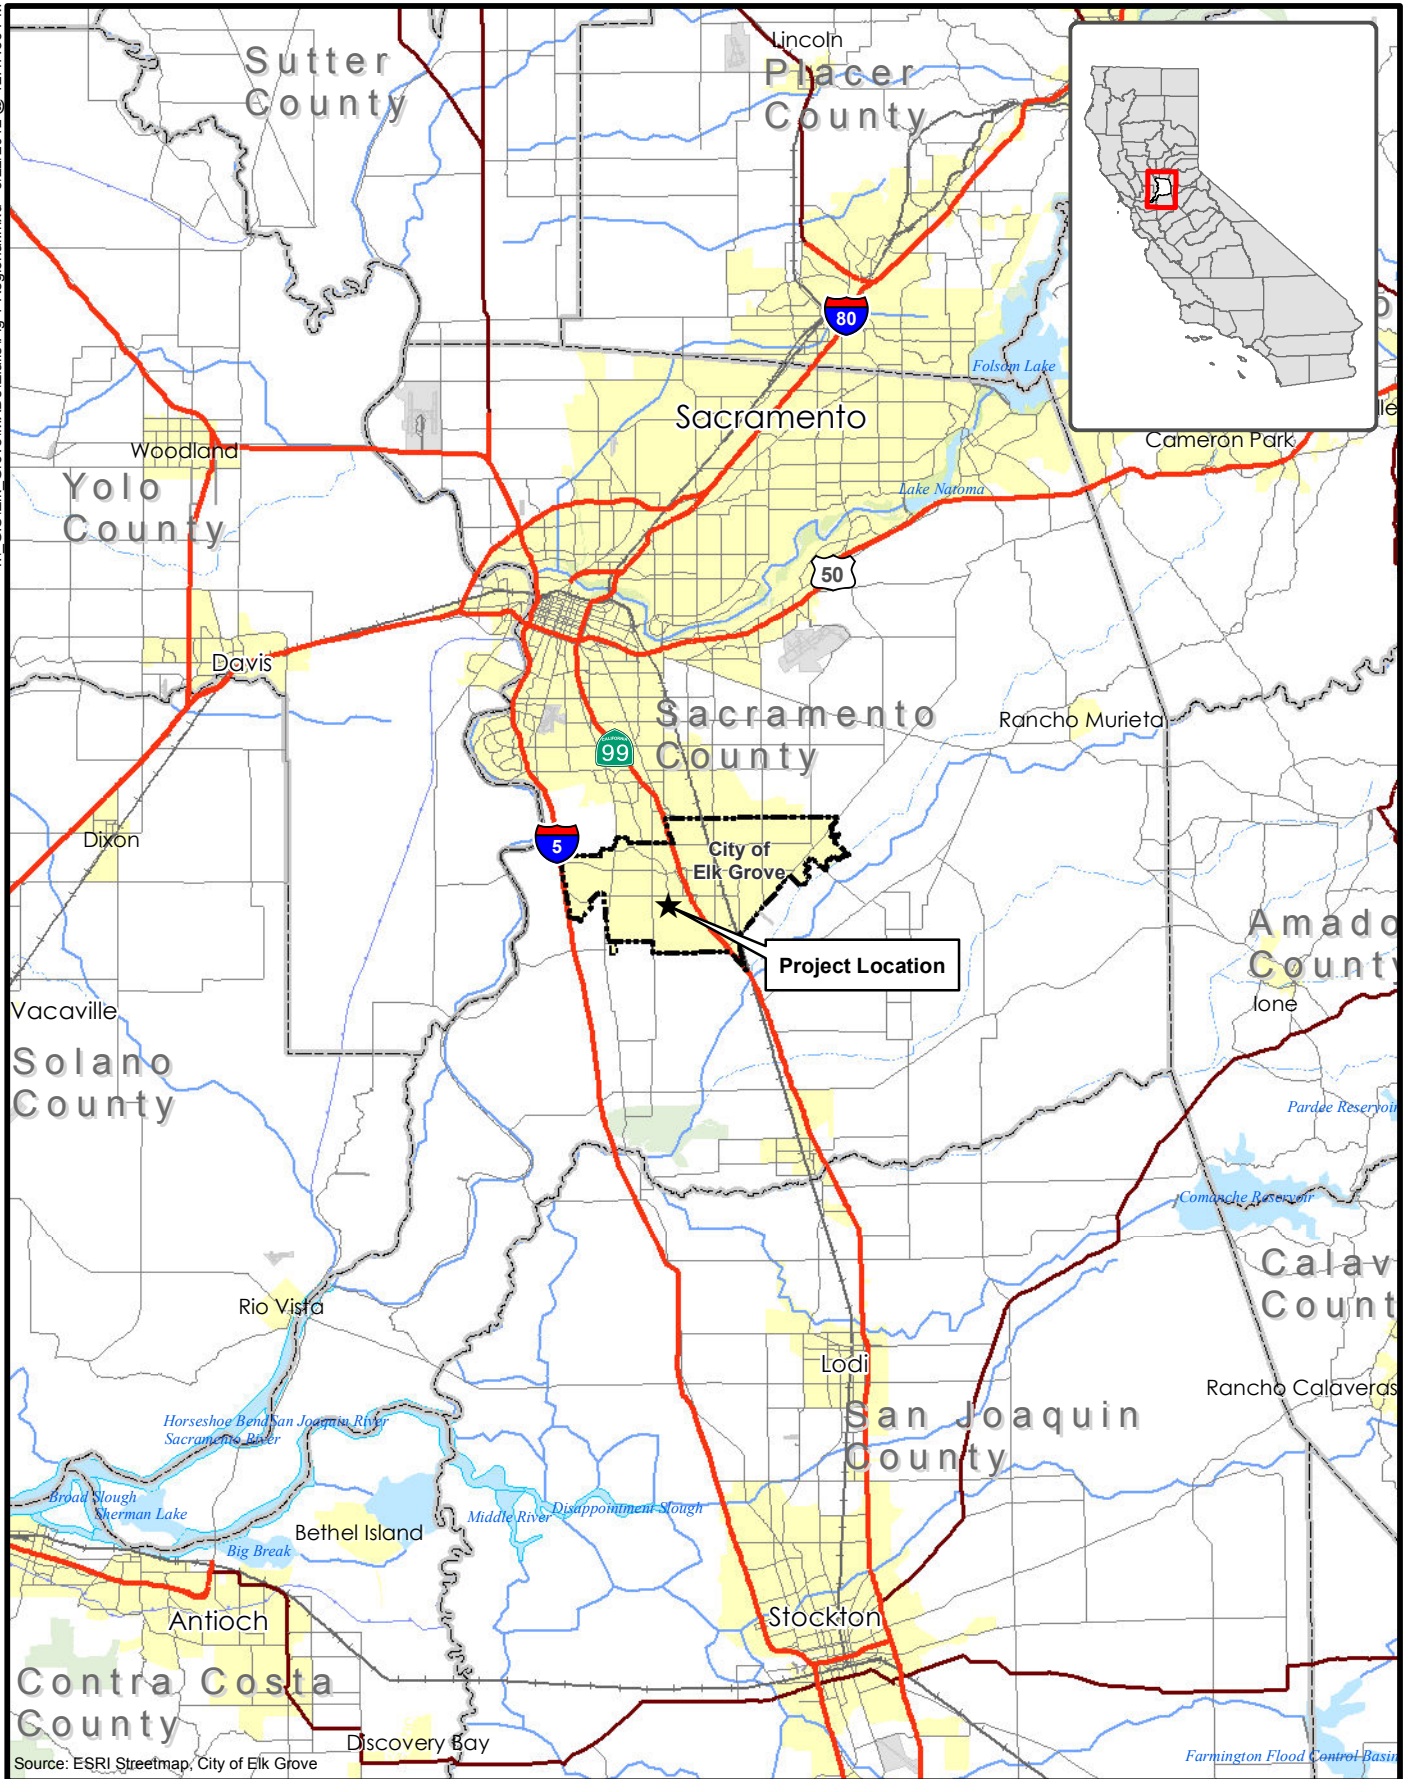 Lincoln
Sutter
County
Placer
County
80
Folsom Lake
Sacramento
Cameron Park
Woodland
Yolo
County
Lake Natoma
50
Davis
Sacramento
County
Rancho Murieta
CALIFORNIA
99
Dixon
5
City of
Elk Grove
Project Location
Amado
County
Ione
Vacaville
Solano
County
Pardee Reservoir
Comanche Reservoir
Calav
Count
Rio Vista
Lodi
Rancho Calaveras
San Joaquin
County
Horseshoe Bend
San Joaquin River
Sacramento River
Broad Slough
Sherman Lake
Middle River
Disappointment Slough
Bethel Island
Big Break
Antioch
Stockton
Contra Costa
County
Discovery Bay
Farmington Flood Control Basin
Source: ESRI Streetmap, City of Elk Grove